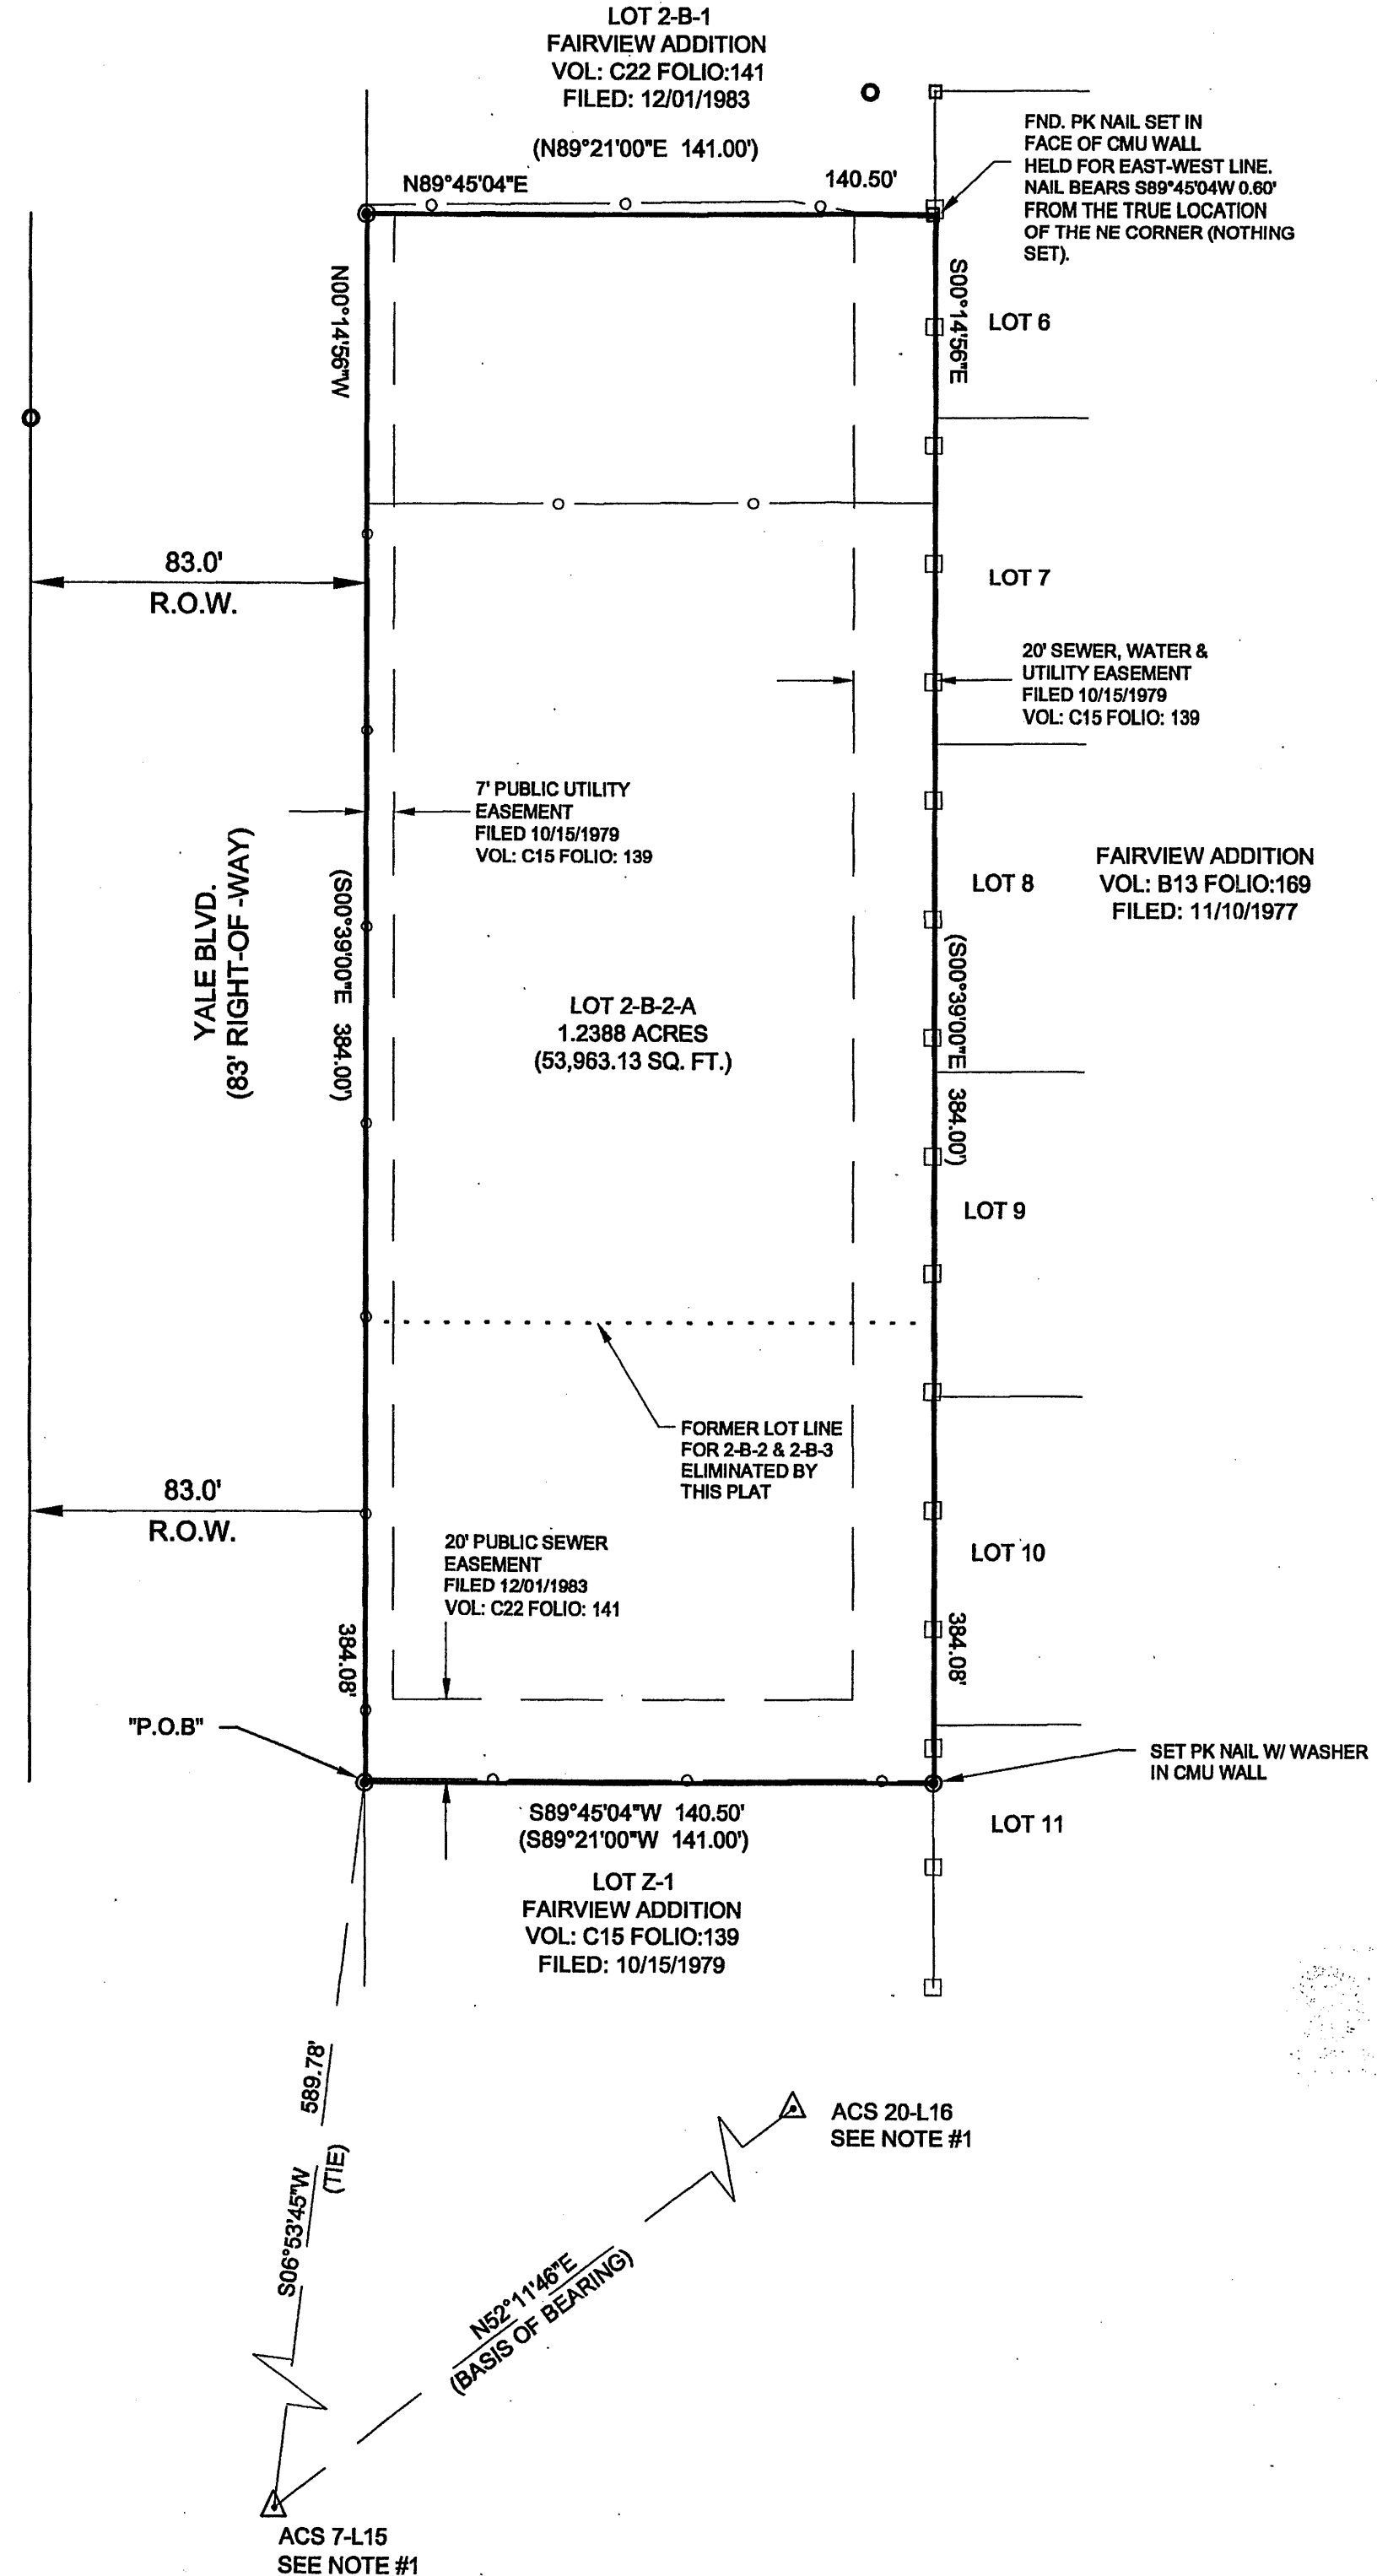 LOT 2-B-1
FAIRVIEW ADDITION
VOL: C22 FOLIO:141
FILED: 12/01/1983
(N89°21'00"E 141.00')
N89°45'04"E 140.50'
FND. PK NAIL SET IN
FACE OF CMU WALL
HELD FOR EAST-WEST LINE.
NAIL BEARS S89°45'04W 0.60'
FROM THE TRUE LOCATION
OF THE NE CORNER (NOTHING
SET).
N00°14'56"W
S00°14'56"E
LOT 6
83.0'
R.O.W.
LOT 7
20' SEWER, WATER &
UTILITY EASEMENT
FILED 10/15/1979
VOL: C15 FOLIO: 139
7' PUBLIC UTILITY
EASEMENT
FILED 10/15/1979
VOL: C15 FOLIO: 139
YALE BLVD.
(83' RIGHT-OF-WAY)
(S00°39'00"E 384.00')
LOT 8
FAIRVIEW ADDITION
VOL: B13 FOLIO:169
FILED: 11/10/1977
(S00°39'00"E 384.00')
LOT 2-B-2-A
1.2388 ACRES
(53,963.13 SQ. FT.)
LOT 9
FORMER LOT LINE
FOR 2-B-2 & 2-B-3
ELIMINATED BY
THIS PLAT
83.0'
R.O.W.
20' PUBLIC SEWER
EASEMENT
FILED 12/01/1983
VOL: C22 FOLIO: 141
LOT 10
384.08'
384.08'
"P.O.B"
SET PK NAIL W/ WASHER
IN CMU WALL
S89°45'04"W 140.50'
(S89°21'00"W 141.00')
LOT 11
LOT Z-1
FAIRVIEW ADDITION
VOL: C15 FOLIO:139
FILED: 10/15/1979
S06°53'45"W 589.78'
(TIE)
ACS 20-L16
SEE NOTE #1
N52°11'46"E
(BASIS OF BEARING)
ACS 7-L15
SEE NOTE #1